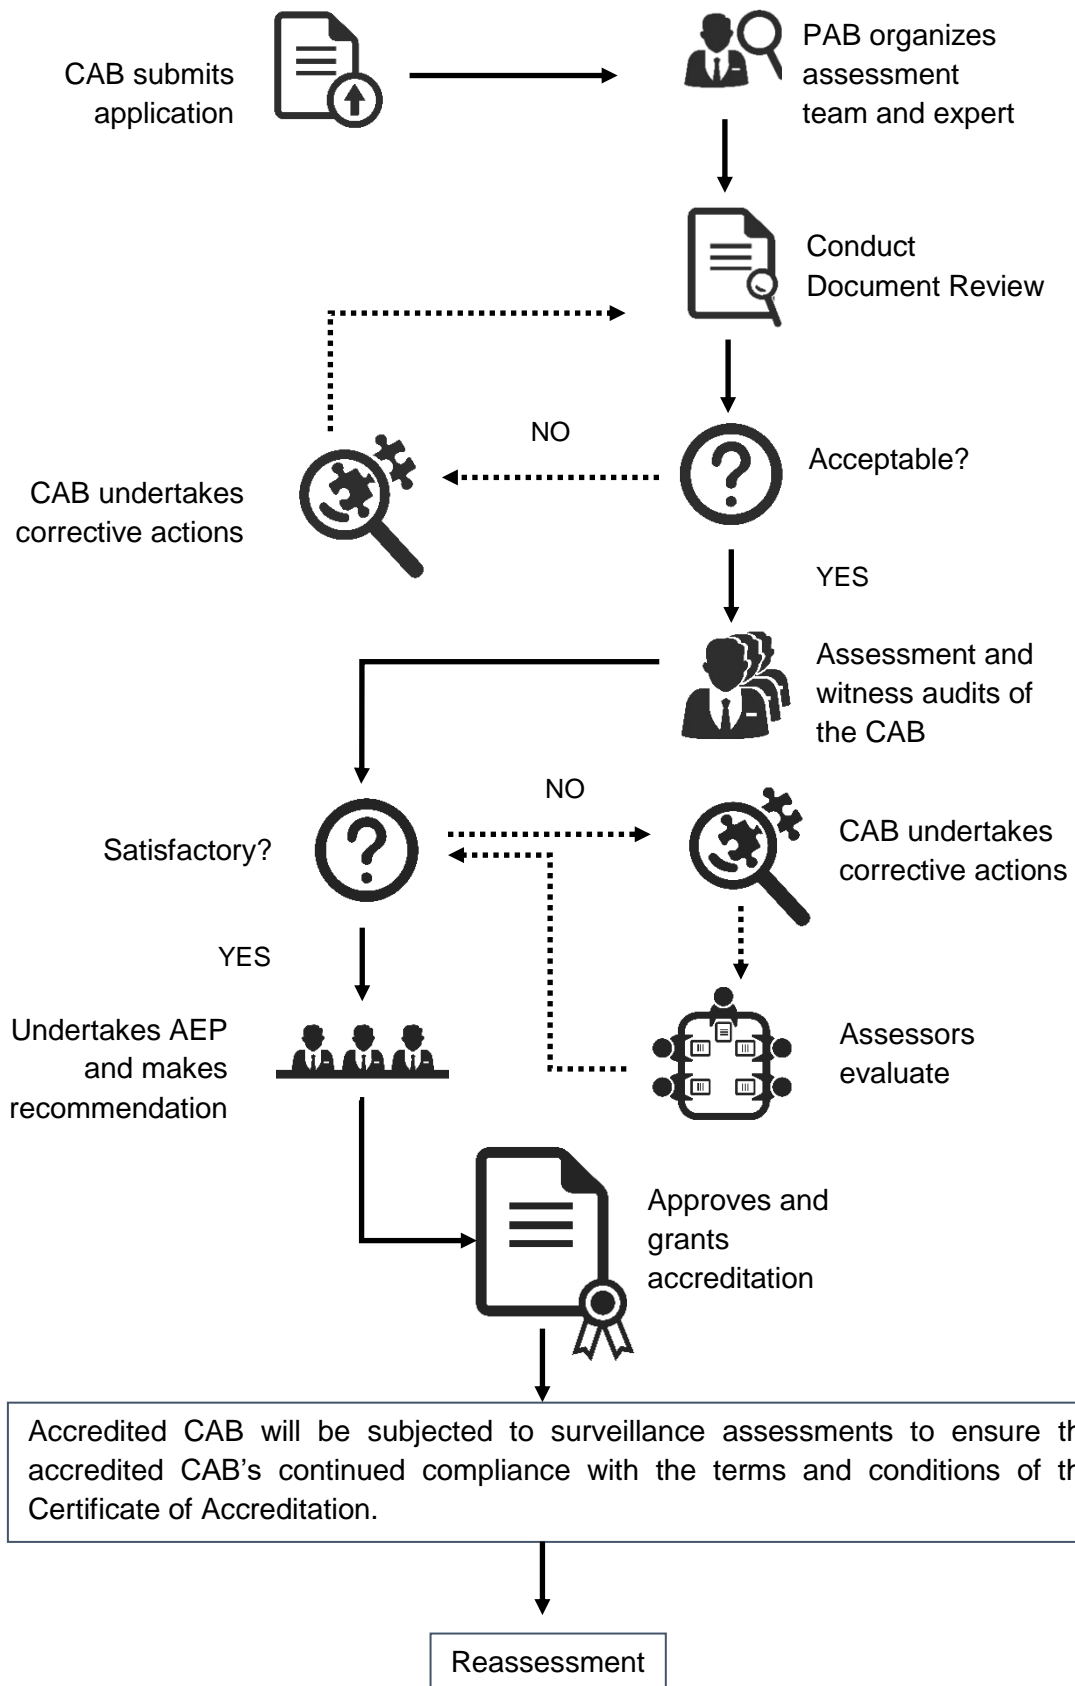 CAB submits
application
PAB organizes
assessment
team and expert
Conduct
Document Review
NO
Acceptable?
CAB undertakes
corrective actions
YES
Assessment and
witness audits of
the CAB
NO
Satisfactory?
CAB undertakes
corrective actions
YES
Undertakes AEP
and makes
recommendation
Assessors
evaluate
Approves and
grants
accreditation
Accredited CAB will be subjected to surveillance assessments to ensure th
accredited CAB’s continued compliance with the terms and conditions of th
Certificate of Accreditation.
Reassessment